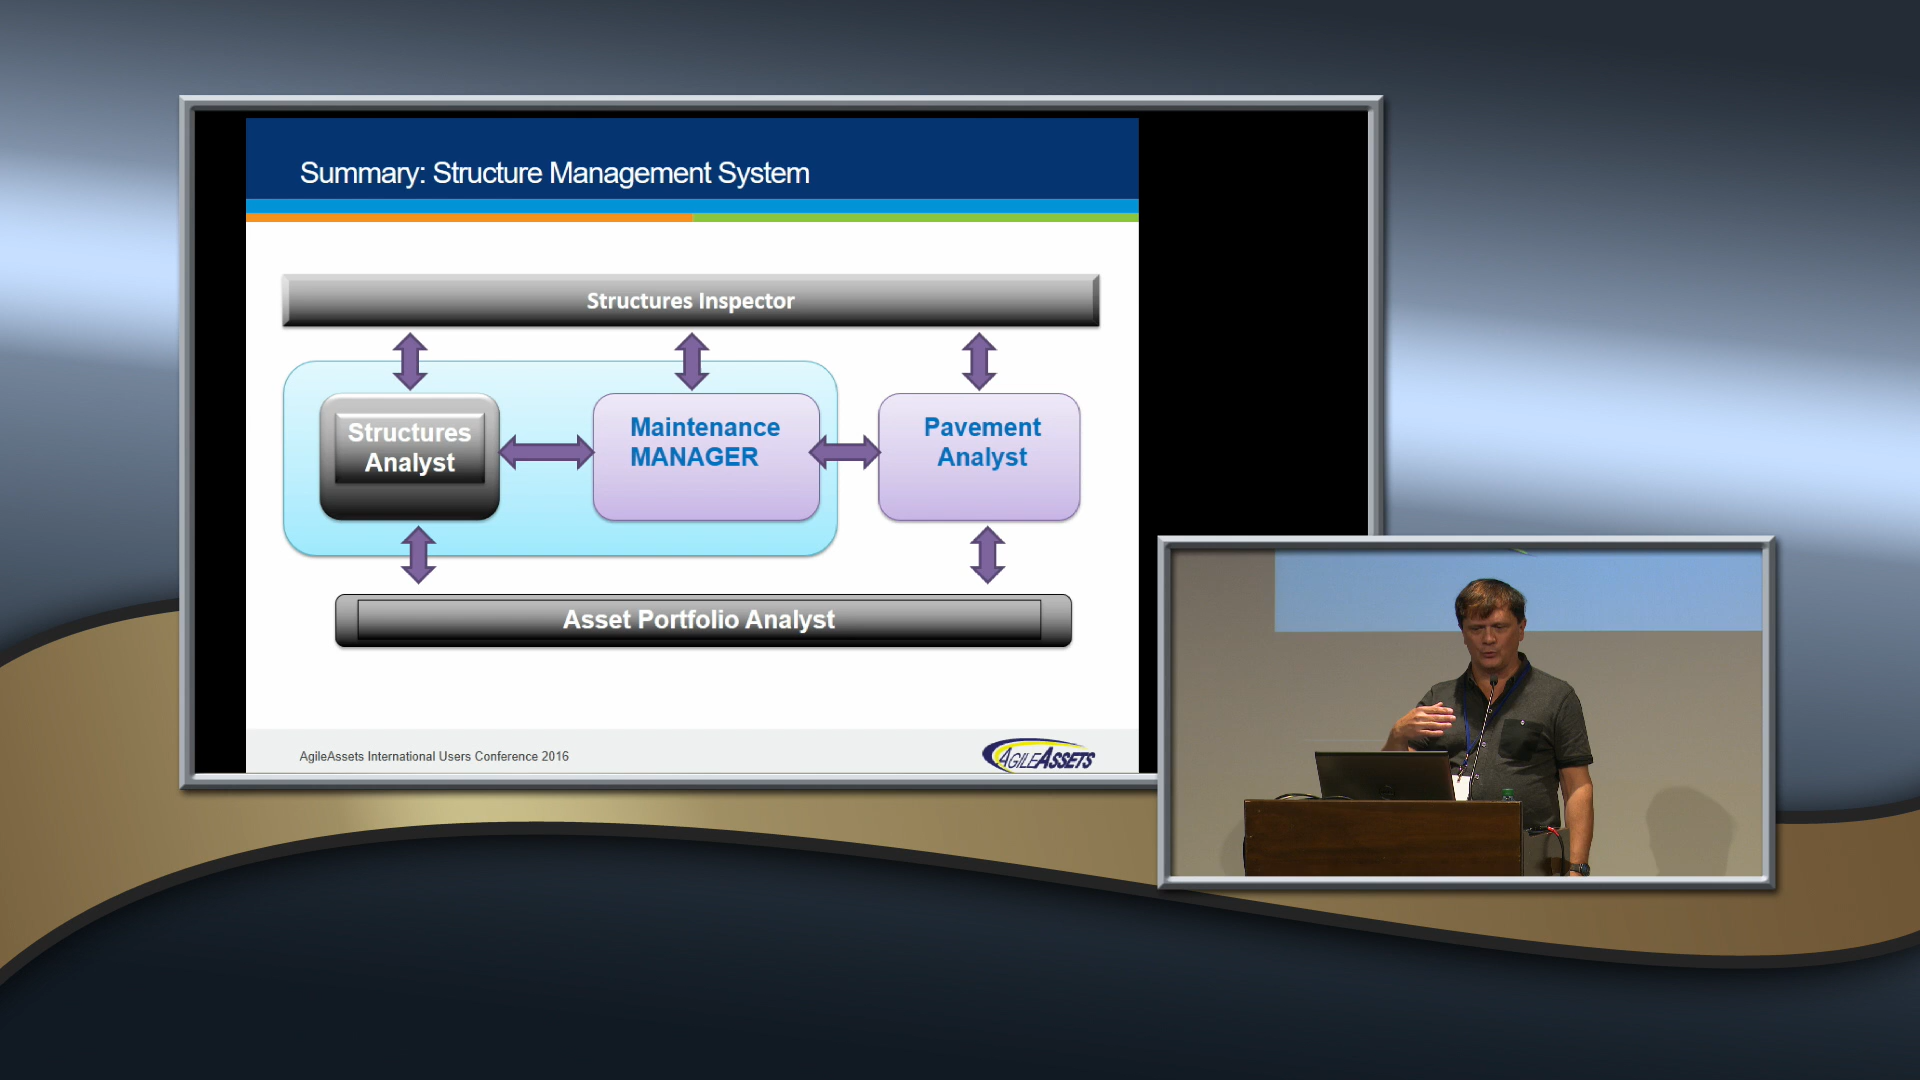 Summary: Structure Management System
Structures Inspector
Structures
Analyst
Maintenance
MANAGER
Pavement
Analyst
Asset Portfolio Analyst
AgileAssets International Users Conference 2016
AGILEASSETS